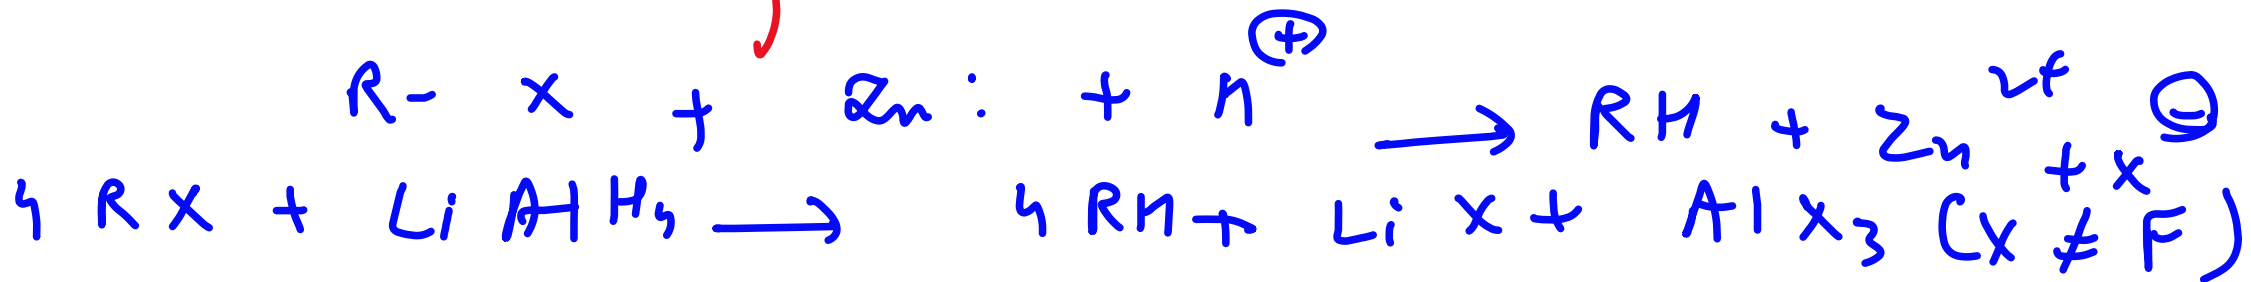 R - X + Zn : + H⊕ ⟶ RH + Zn²⁺ + X⊖
4 RX + LiAlH₄ ⟶ 4 RH + LiX + AlX₃ (X ≠ F)